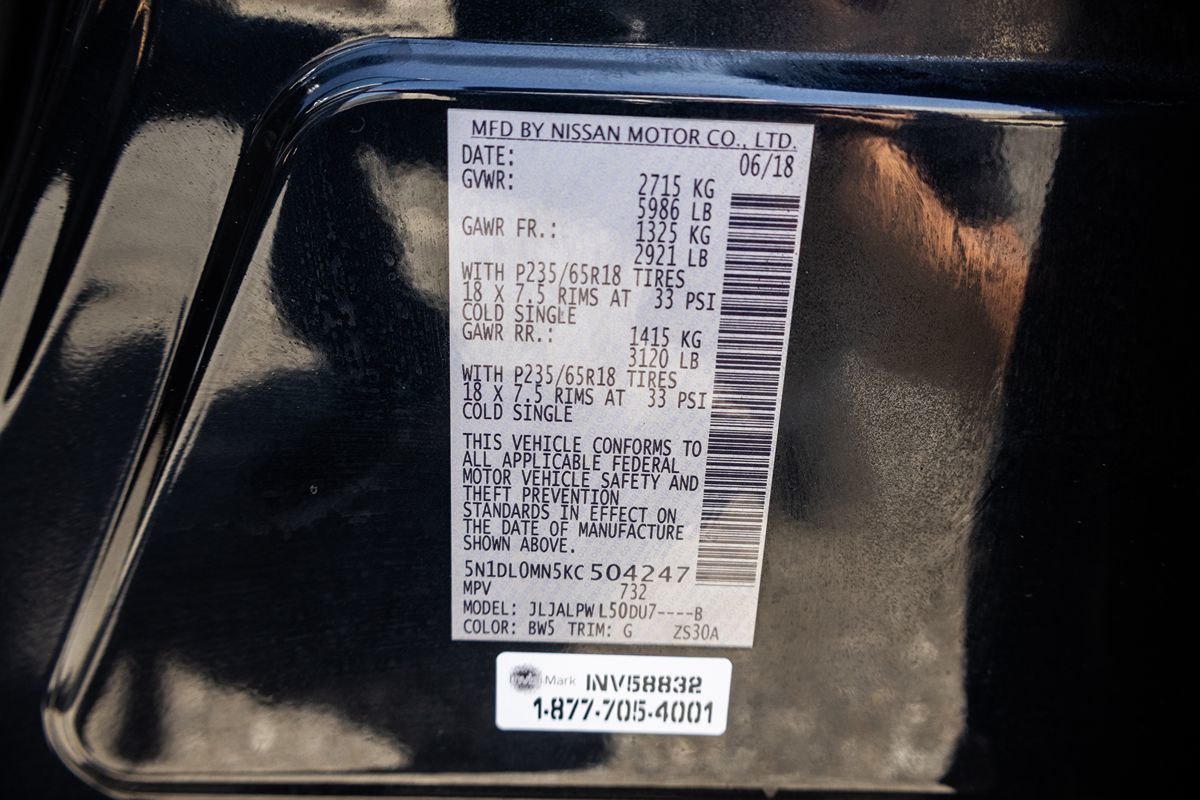 MFD BY NISSAN MOTOR CO., LTD.
DATE: 06/18
GVWR: 2715 KG
5986 LB
GAWR FR.: 1325 KG
2921 LB
WITH P235/65R18 TIRES
18 X 7.5 RIMS AT 33 PSI
COLD SINGLE
GAWR RR.: 1415 KG
3120 LB
WITH P235/65R18 TIRES
18 X 7.5 RIMS AT 33 PSI
COLD SINGLE
THIS VEHICLE CONFORMS TO
ALL APPLICABLE FEDERAL
MOTOR VEHICLE SAFETY AND
THEFT PREVENTION
STANDARDS IN EFFECT ON
THE DATE OF MANUFACTURE
SHOWN ABOVE.
5N1DL0MN5KC504247
MPV 732
MODEL: JLJALPWL50DU7----B
COLOR: BW5 TRIM: G ZS30A
Mark INV58832
1-877-705-4001